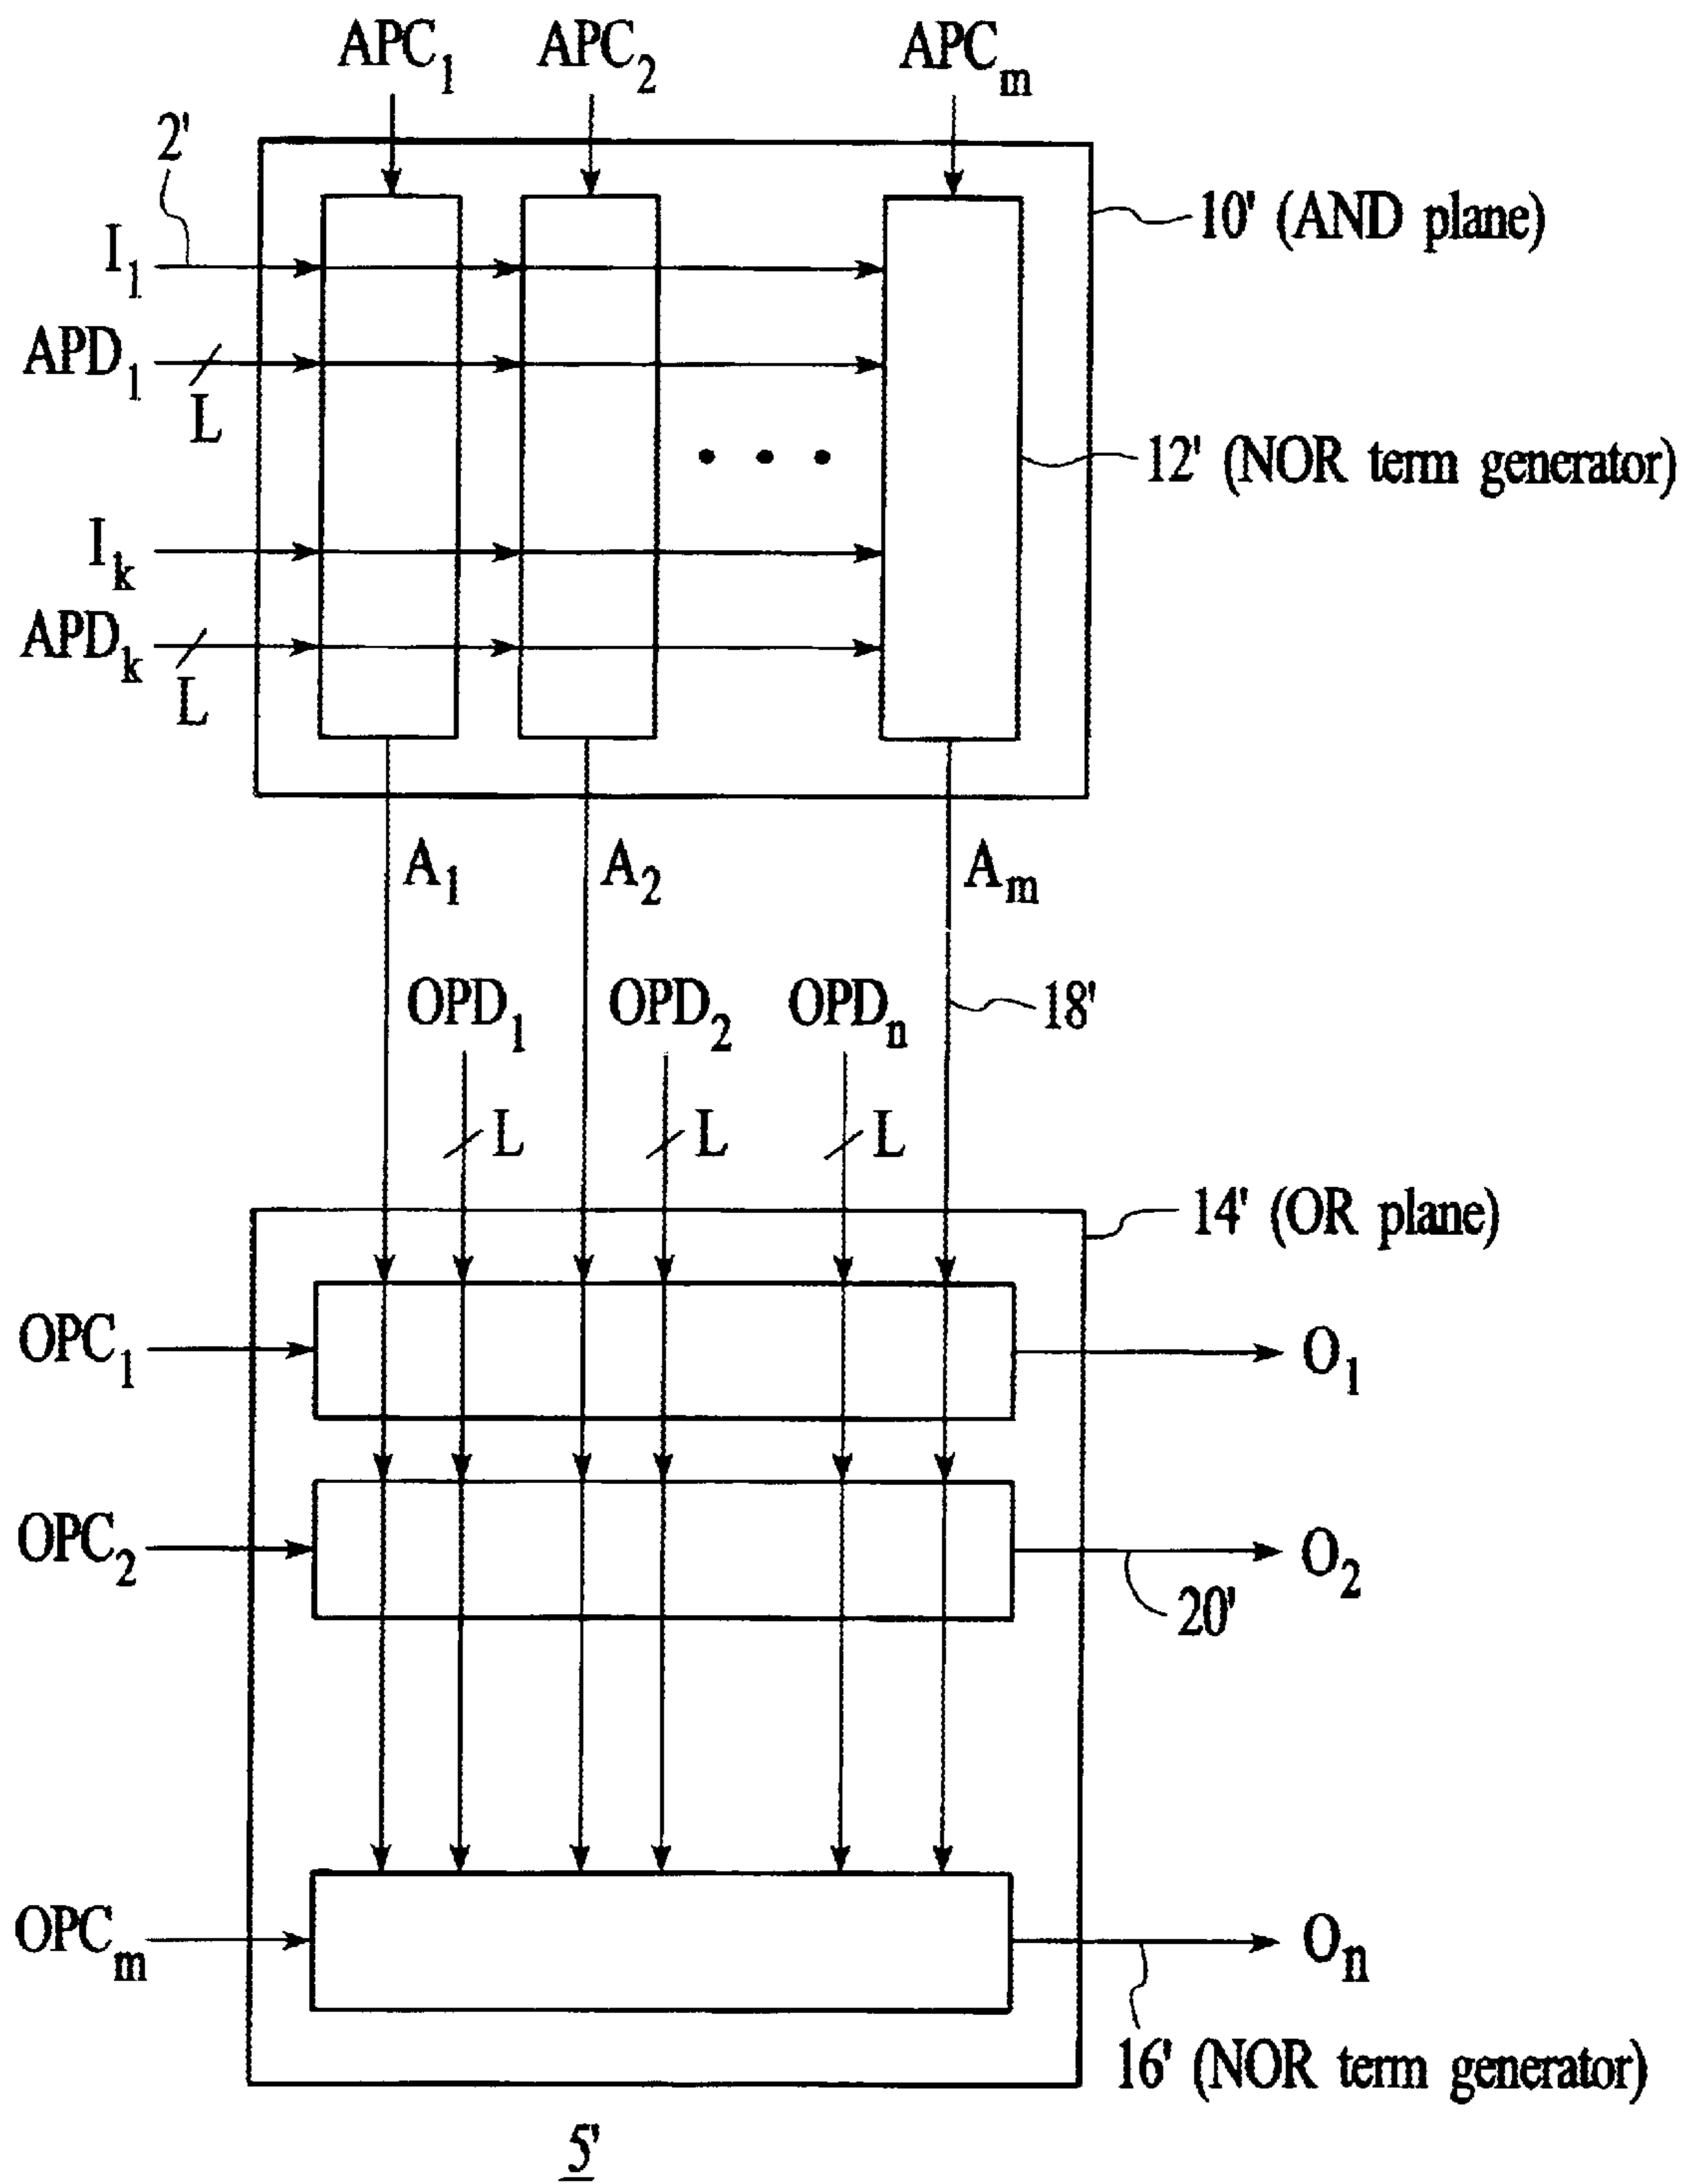 APC1 APC2 APCm
2'
10' (AND plane)
I1
APD1
L
12' (NOR term generator)
Ik
APDk
L
A1 A2 Am
OPD1 OPD2 OPDn
18'
L L L
14' (OR plane)
OPC1 O1
OPC2 O2
20'
OPCm On
16' (NOR term generator)
5'